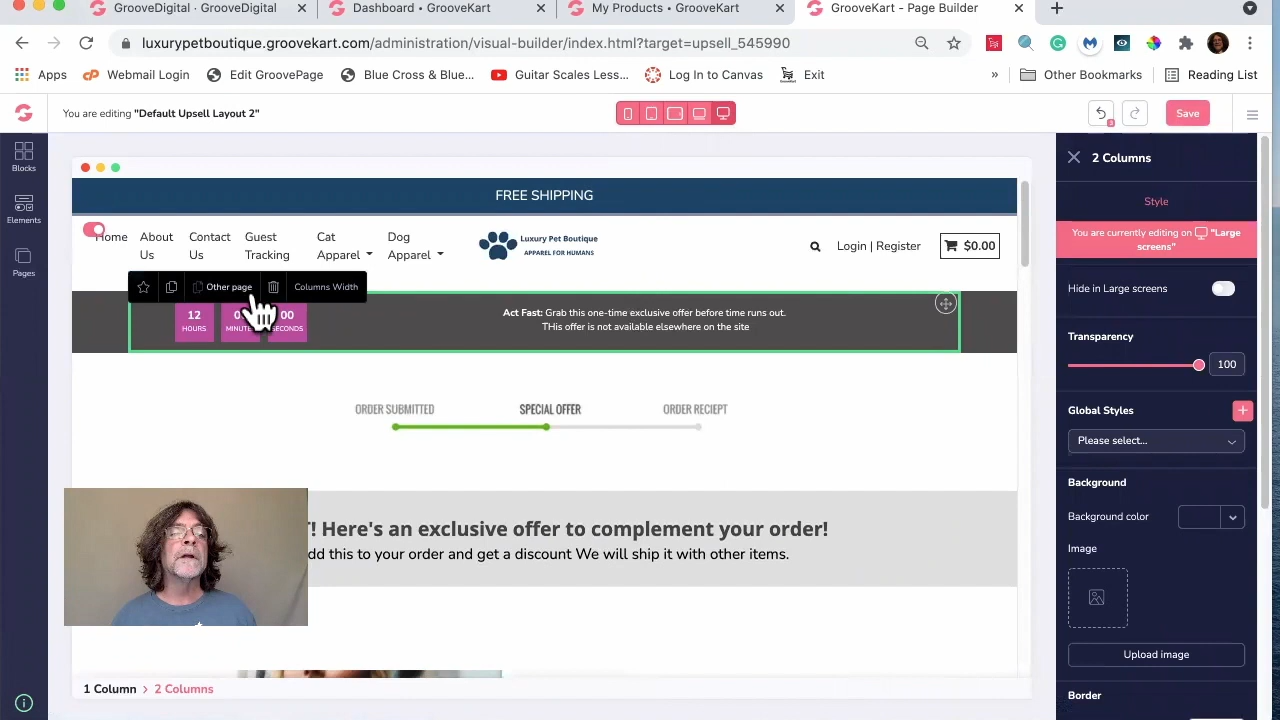 GrooveDigital · GrooveDigital
Dashboard • GrooveKart
My Products • GrooveKart
GrooveKart - Page Builder
luxurypetboutique.groovekart.com/administration/visual-builder/index.html?target=upsell_545990
Apps
Webmail Login
Edit GroovePage
Blue Cross & Blue...
Guitar Scales Less...
Log In to Canvas
Exit
»
Other Bookmarks
Reading List
You are editing "Default Upsell Layout 2"
Save
Blocks
Elements
Pages
FREE SHIPPING
Home
About Us
Contact Us
Guest Tracking
Cat Apparel
Dog Apparel
Luxury Pet Boutique
APPAREL FOR HUMANS
Login | Register
$0.00
Other page
Columns Width
12
00
HOURS
SECONDS
Act Fast: Grab this one-time exclusive offer before time runs out.
THis offer is not available elsewhere on the site
ORDER SUBMITTED
SPECIAL OFFER
ORDER RECIEPT
Here's an exclusive offer to complement your order!
this to your order and get a discount We will ship it with other items.
1 Column > 2 Columns
2 Columns
Style
You are currently editing on "Large
screens"
Hide in Large screens
Transparency
100
Global Styles
Please select...
Background
Background color
Image
Upload image
Border